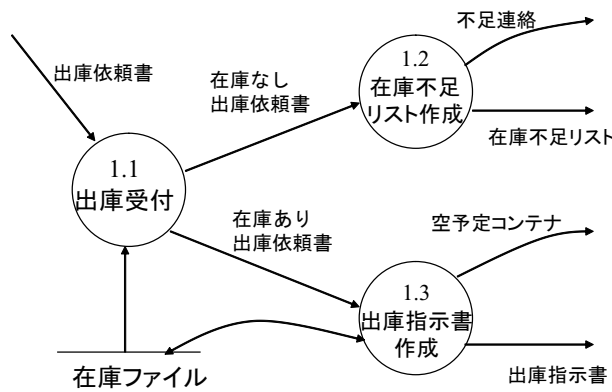 出庫依頼書
1.1
出庫受付
在庫なし
出庫依頼書
1.2
在庫不足
リスト作成
不足連絡
在庫不足リスト
在庫あり
出庫依頼書
1.3
出庫指示書
作成
空予定コンテナ
出庫指示書
在庫ファイル